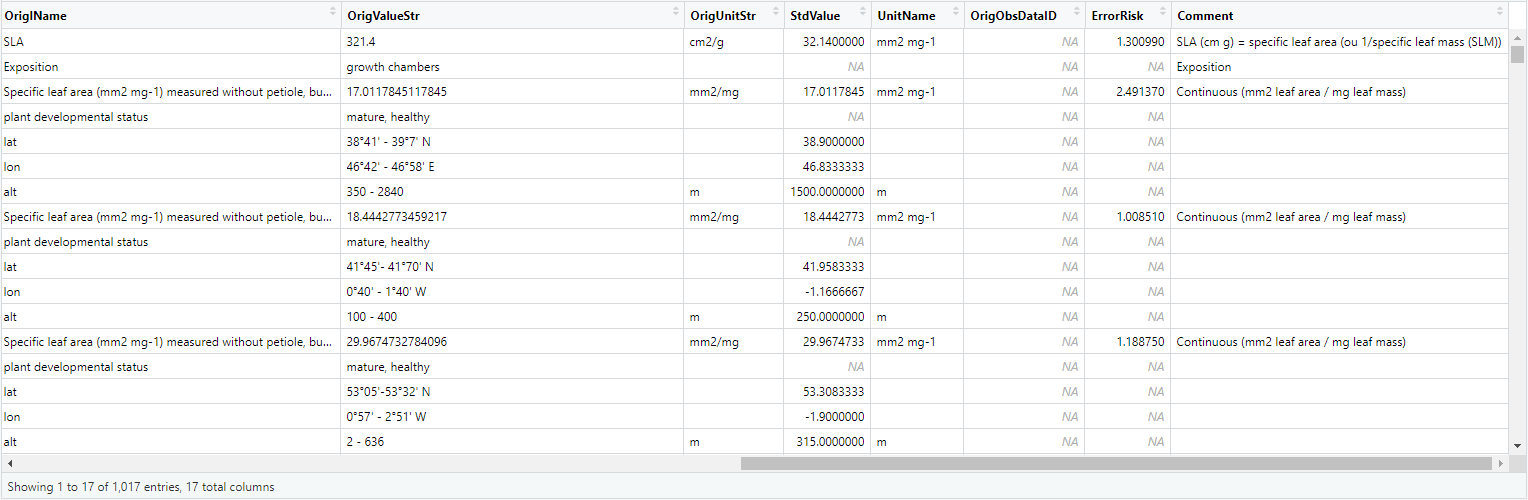 OrigIName OrigValueStr OrigUnitStr StdValue UnitName OrigObsDataID ErrorRisk Comment
SLA 321.4 cm2/g 32.1400000 mm2 mg-1 NA 1.300990 SLA (cm g) = specific leaf area (ou 1/specific leaf mass (SLM))
Exposition growth chambers NA NA NA Exposition
Specific leaf area (mm2 mg-1) measured without petiole, bu... 17.0117845117845 mm2/mg 17.0117845 mm2 mg-1 NA 2.491370 Continuous (mm2 leaf area / mg leaf mass)
plant developmental status mature, healthy NA NA NA
lat 38°41' - 39°7' N 38.9000000 NA NA
lon 46°42' - 46°58' E 46.8333333 NA NA
alt 350 - 2840 m 1500.0000000 m NA NA
Specific leaf area (mm2 mg-1) measured without petiole, bu... 18.4442773459217 mm2/mg 18.4442773 mm2 mg-1 NA 1.008510 Continuous (mm2 leaf area / mg leaf mass)
plant developmental status mature, healthy NA NA NA
lat 41°45'- 41°70' N 41.9583333 NA NA
lon 0°40' - 1°40' W -1.1666667 NA NA
alt 100 - 400 m 250.0000000 m NA NA
Specific leaf area (mm2 mg-1) measured without petiole, bu... 29.9674732784096 mm2/mg 29.9674733 mm2 mg-1 NA 1.188750 Continuous (mm2 leaf area / mg leaf mass)
plant developmental status mature, healthy NA NA NA
lat 53°05'-53°32' N 53.3083333 NA NA
lon 0°57' - 2°51' W -1.9000000 NA NA
alt 2 - 636 m 315.0000000 m NA NA
Showing 1 to 17 of 1,017 entries, 17 total columns